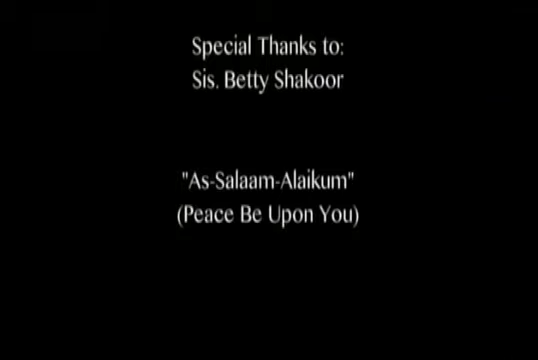 Special Thanks to:
Sis. Betty Shakoor
"As-Salaam-Alaikum"
(Peace Be Upon You)